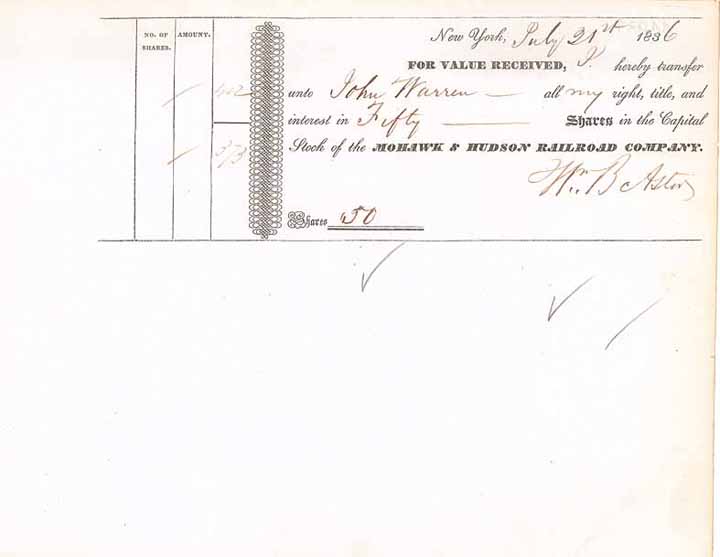 NO. OF SHARES.
AMOUNT.
New York, July 21st 1836
FOR VALUE RECEIVED, I hereby transfer
unto John Warren — all my right, title, and
interest in Fifty — Shares in the Capital
Stock of the MOHAWK & HUDSON RAILROAD COMPANY.
Wm B Astor
Shares 50
373